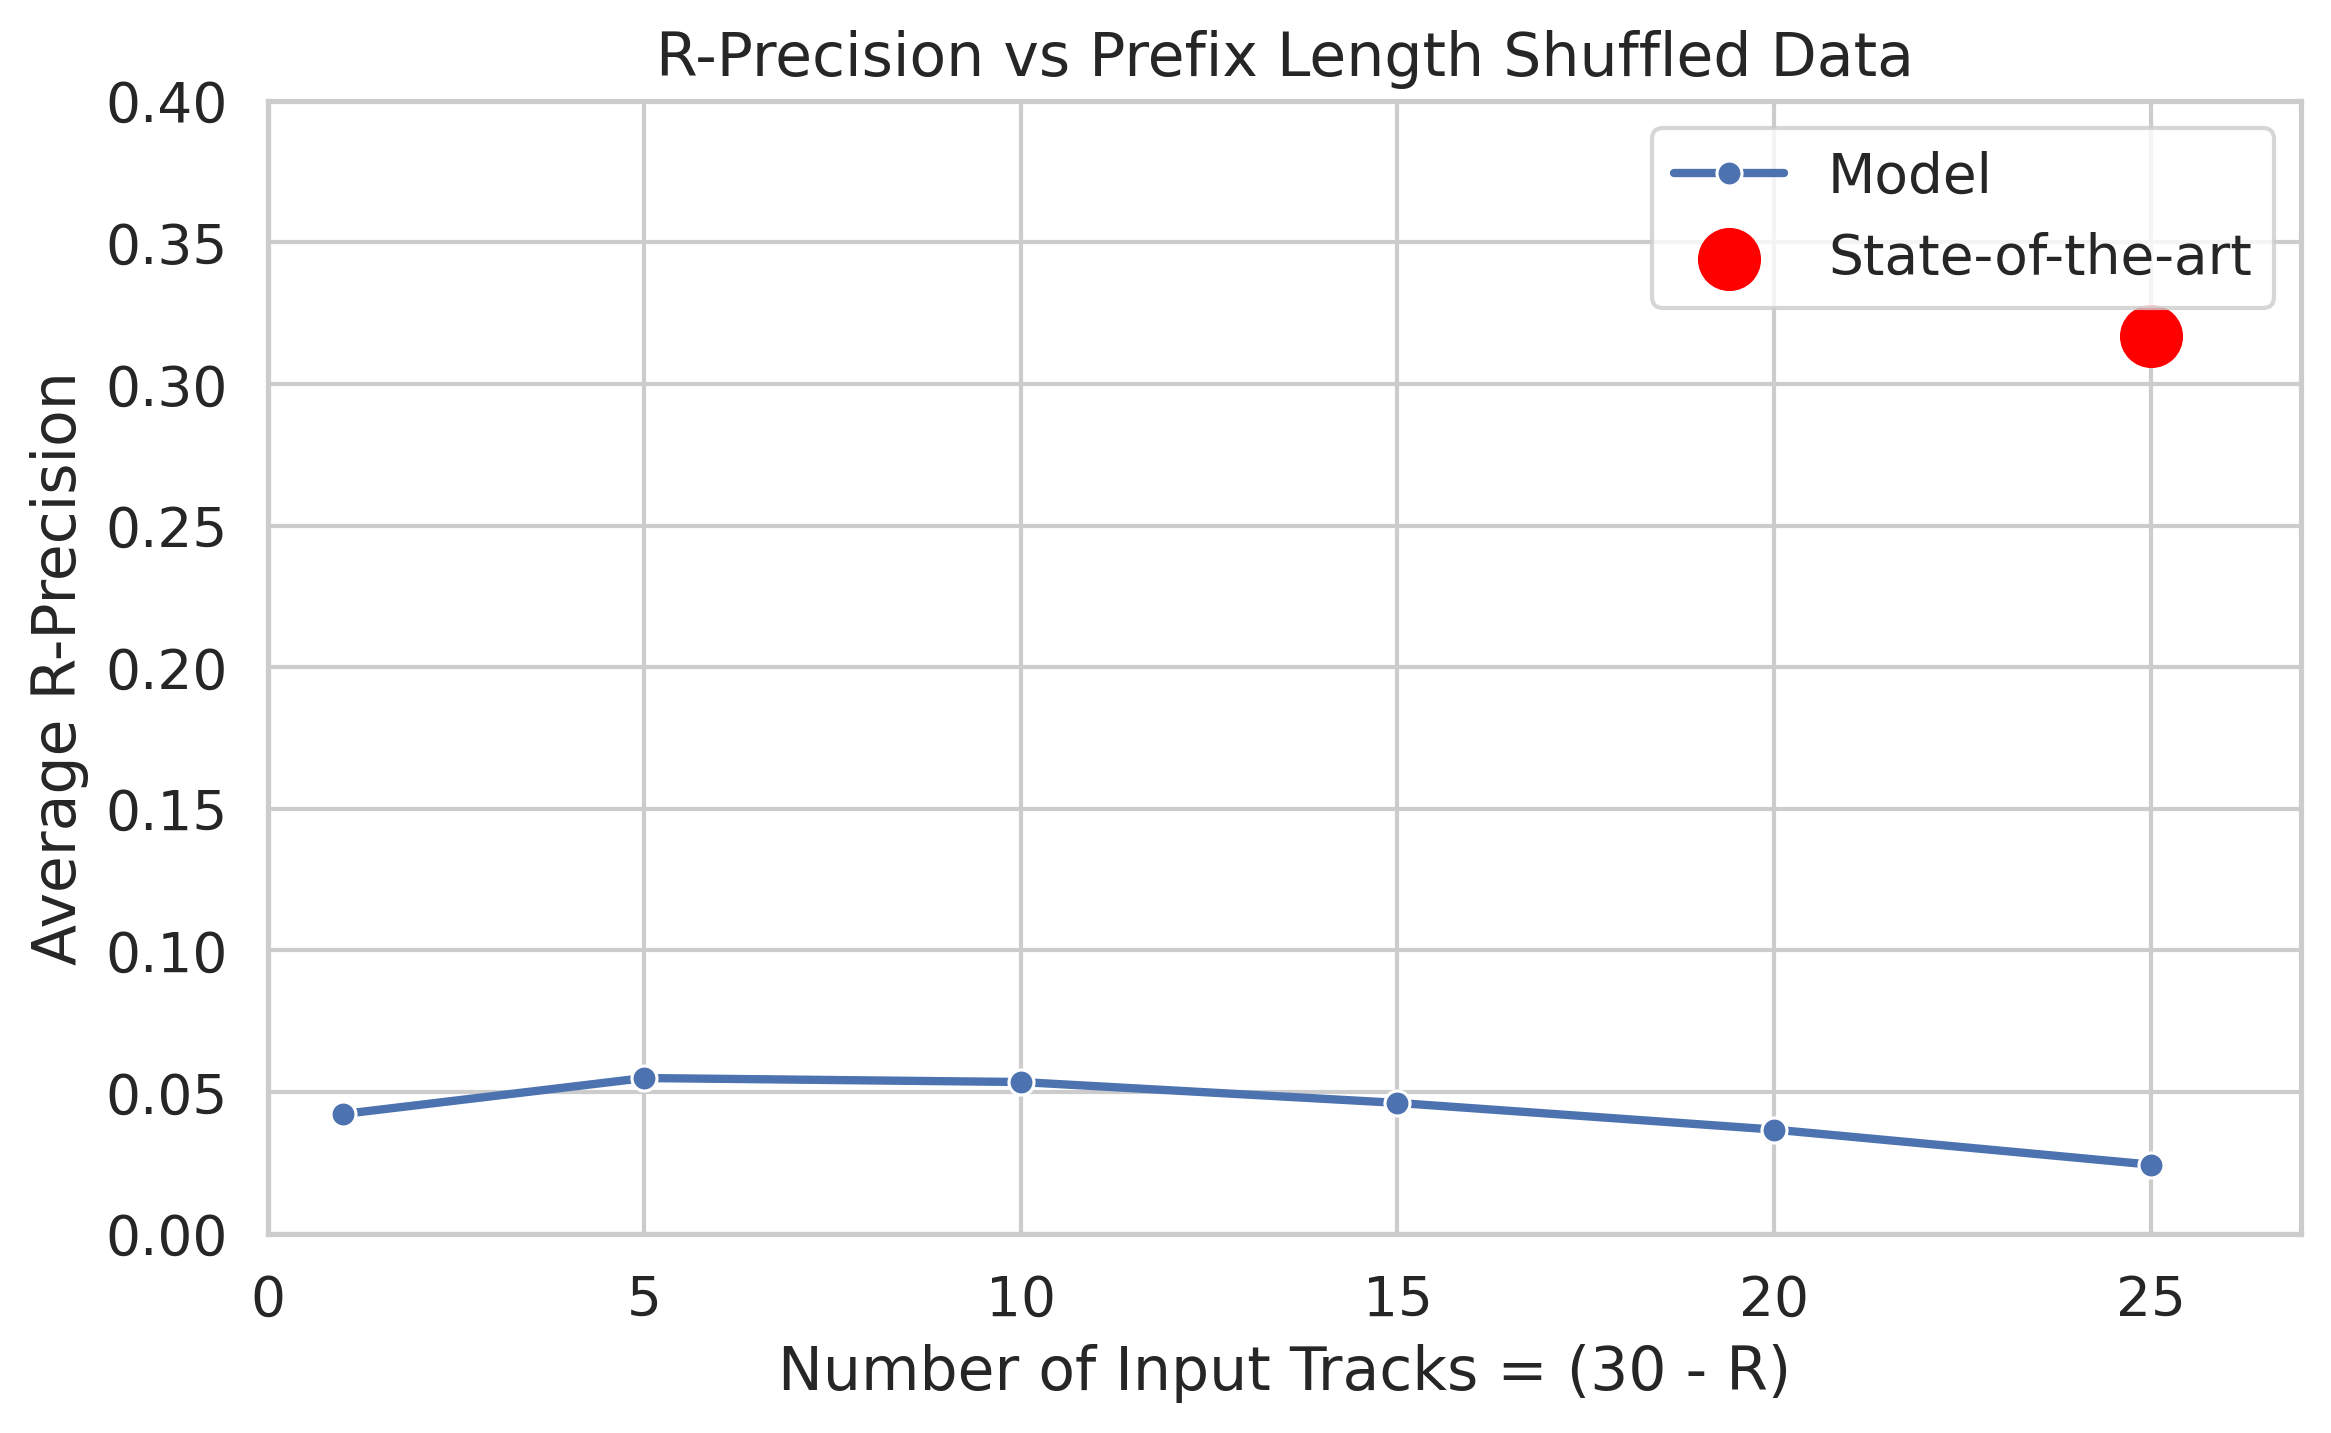 R-Precision vs Prefix Length Shuffled Data
0.40
0.35
0.30
0.25
0.20
0.15
0.10
0.05
0.00
Average R-Precision
Model
State-of-the-art
0 5 10 15 20 25
Number of Input Tracks = (30 - R)